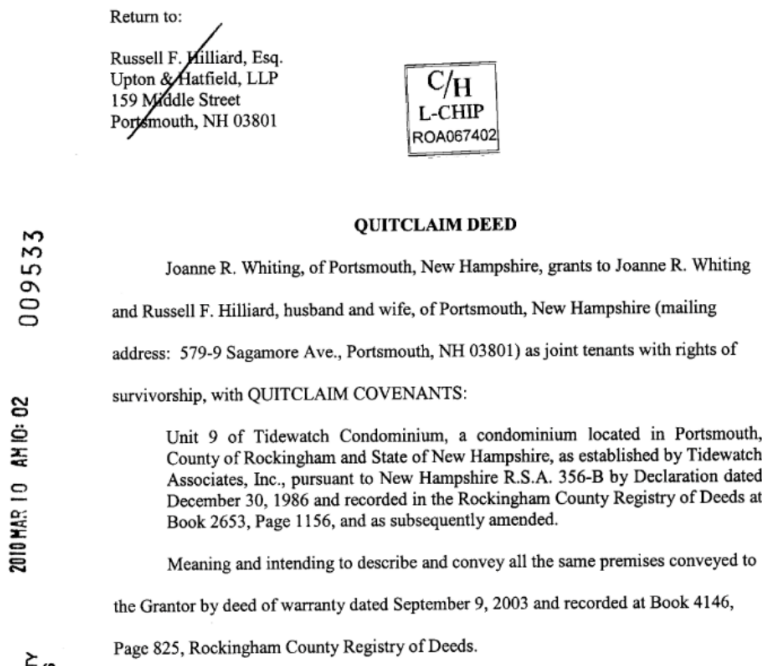 Return to:
Russell F. Hilliard, Esq.
Upton & Hatfield, LLP
159 Middle Street
Portsmouth, NH 03801
C/H
L-CHIP
ROA067402
QUITCLAIM DEED
Joanne R. Whiting, of Portsmouth, New Hampshire, grants to Joanne R. Whiting
and Russell F. Hilliard, husband and wife, of Portsmouth, New Hampshire (mailing
address: 579-9 Sagamore Ave., Portsmouth, NH 03801) as joint tenants with rights of
survivorship, with QUITCLAIM COVENANTS:
Unit 9 of Tidewatch Condominium, a condominium located in Portsmouth,
County of Rockingham and State of New Hampshire, as established by Tidewatch
Associates, Inc., pursuant to New Hampshire R.S.A. 356-B by Declaration dated
December 30, 1986 and recorded in the Rockingham County Registry of Deeds at
Book 2653, Page 1156, and as subsequently amended.
Meaning and intending to describe and convey all the same premises conveyed to
the Grantor by deed of warranty dated September 9, 2003 and recorded at Book 4146,
Page 825, Rockingham County Registry of Deeds.
009533
2010 MAR 10 AM 10: 02